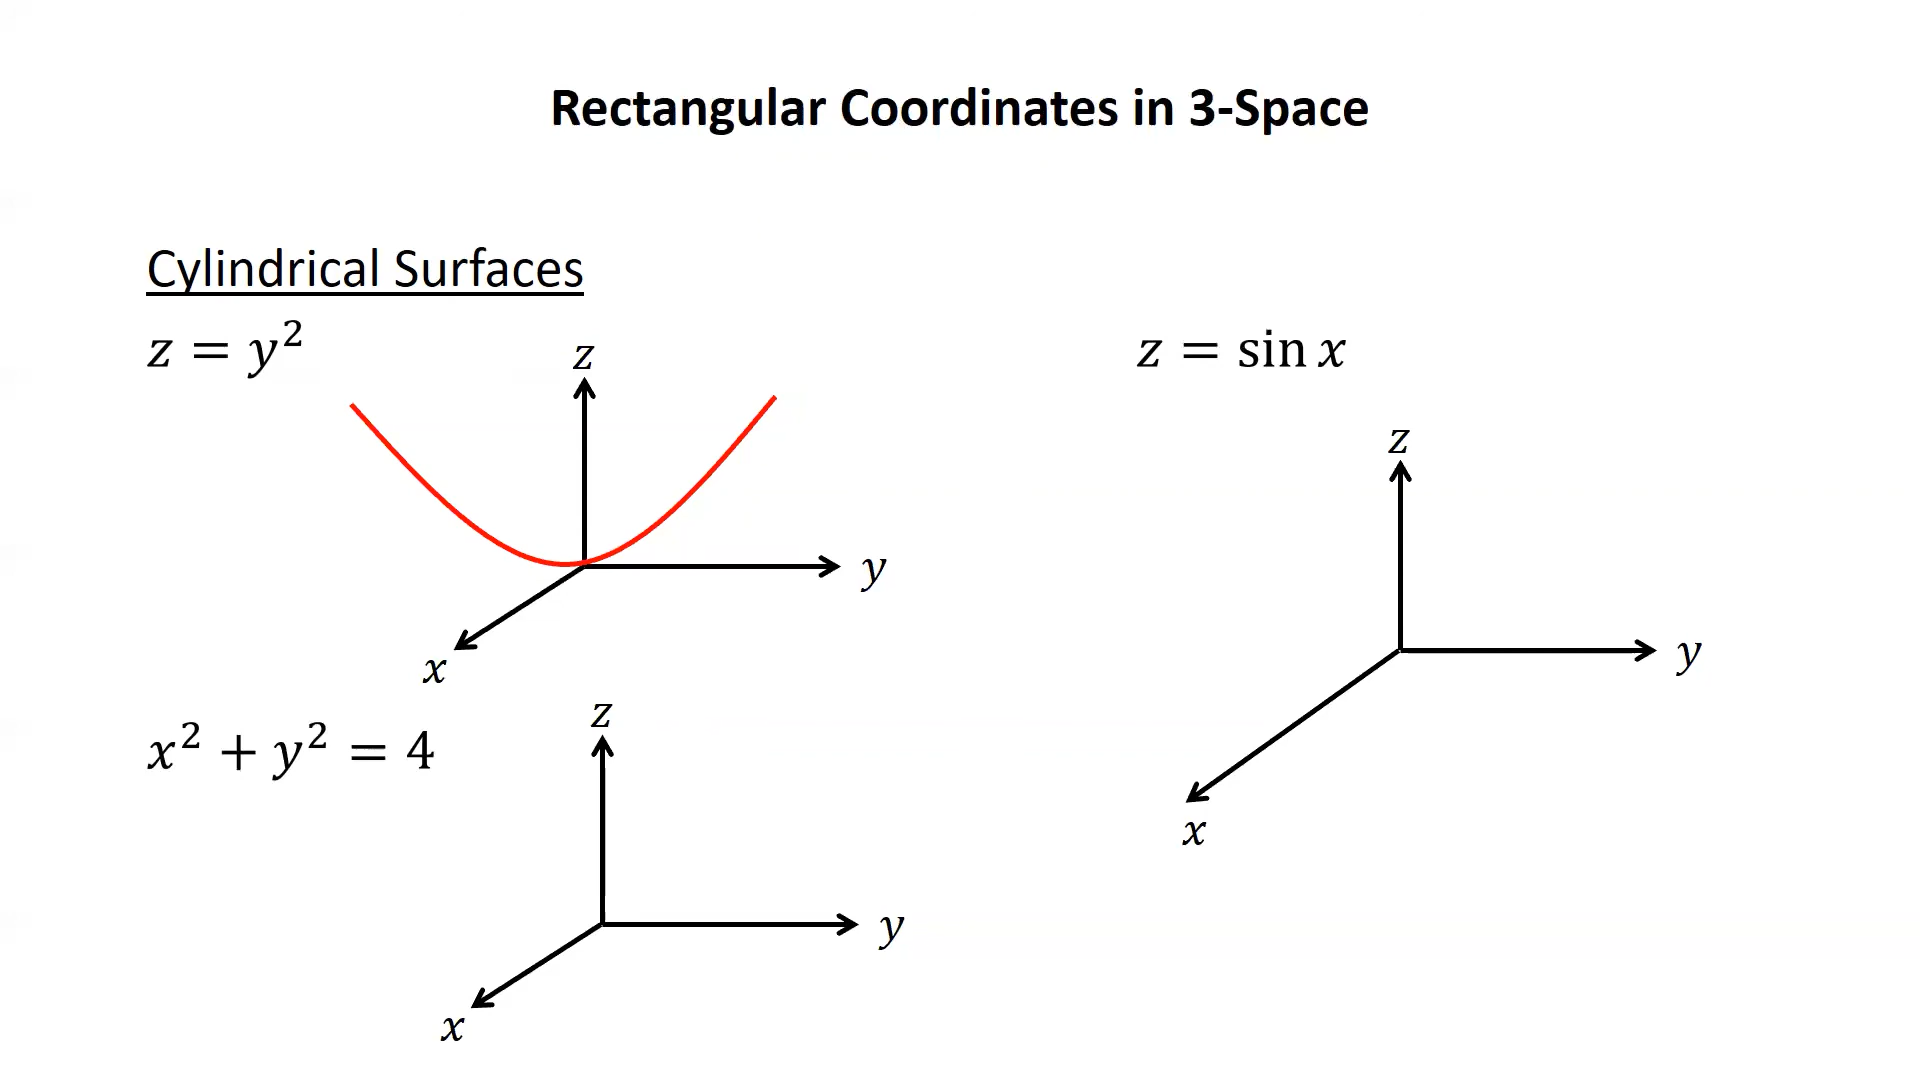 Rectangular Coordinates in 3-Space
Cylindrical Surfaces
z = y²
z
y
x
x² + y² = 4
z
y
x
z = sin x
z
y
x